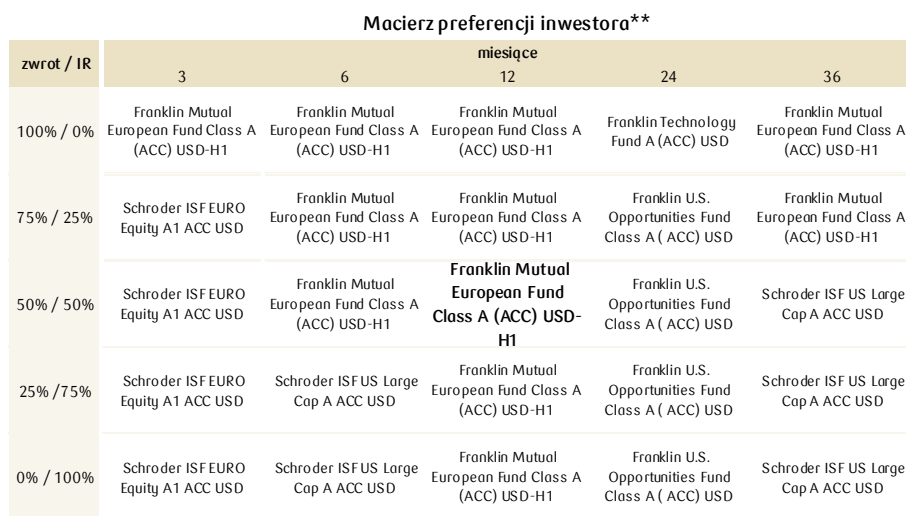 Macierz preferencji inwestora**
zwrot / IR
miesiące
3 6 12 24 36
100% / 0%
Franklin Mutual
European Fund Class A
(ACC) USD-H1
Franklin Mutual
European Fund Class A
(ACC) USD-H1
Franklin Mutual
European Fund Class A
(ACC) USD-H1
Franklin Technology
Fund A (ACC) USD
Franklin Mutual
European Fund Class A
(ACC) USD-H1
75% / 25%
Schroder ISF EURO
Equity A1 ACC USD
Franklin Mutual
European Fund Class A
(ACC) USD-H1
Franklin Mutual
European Fund Class A
(ACC) USD-H1
Franklin U.S.
Opportunities Fund
Class A ( ACC) USD
Franklin Mutual
European Fund Class A
(ACC) USD-H1
50% / 50%
Schroder ISF EURO
Equity A1 ACC USD
Franklin Mutual
European Fund Class A
(ACC) USD-H1
Franklin Mutual
European Fund
Class A (ACC) USD-
H1
Franklin U.S.
Opportunities Fund
Class A ( ACC) USD
Schroder ISF US Large
Cap A ACC USD
25% /75%
Schroder ISF EURO
Equity A1 ACC USD
Schroder ISF US Large
Cap A ACC USD
Franklin Mutual
European Fund Class A
(ACC) USD-H1
Franklin U.S.
Opportunities Fund
Class A ( ACC) USD
Schroder ISF US Large
Cap A ACC USD
0% / 100%
Schroder ISF EURO
Equity A1 ACC USD
Schroder ISF US Large
Cap A ACC USD
Franklin Mutual
European Fund Class A
(ACC) USD-H1
Franklin U.S.
Opportunities Fund
Class A ( ACC) USD
Schroder ISF US Large
Cap A ACC USD